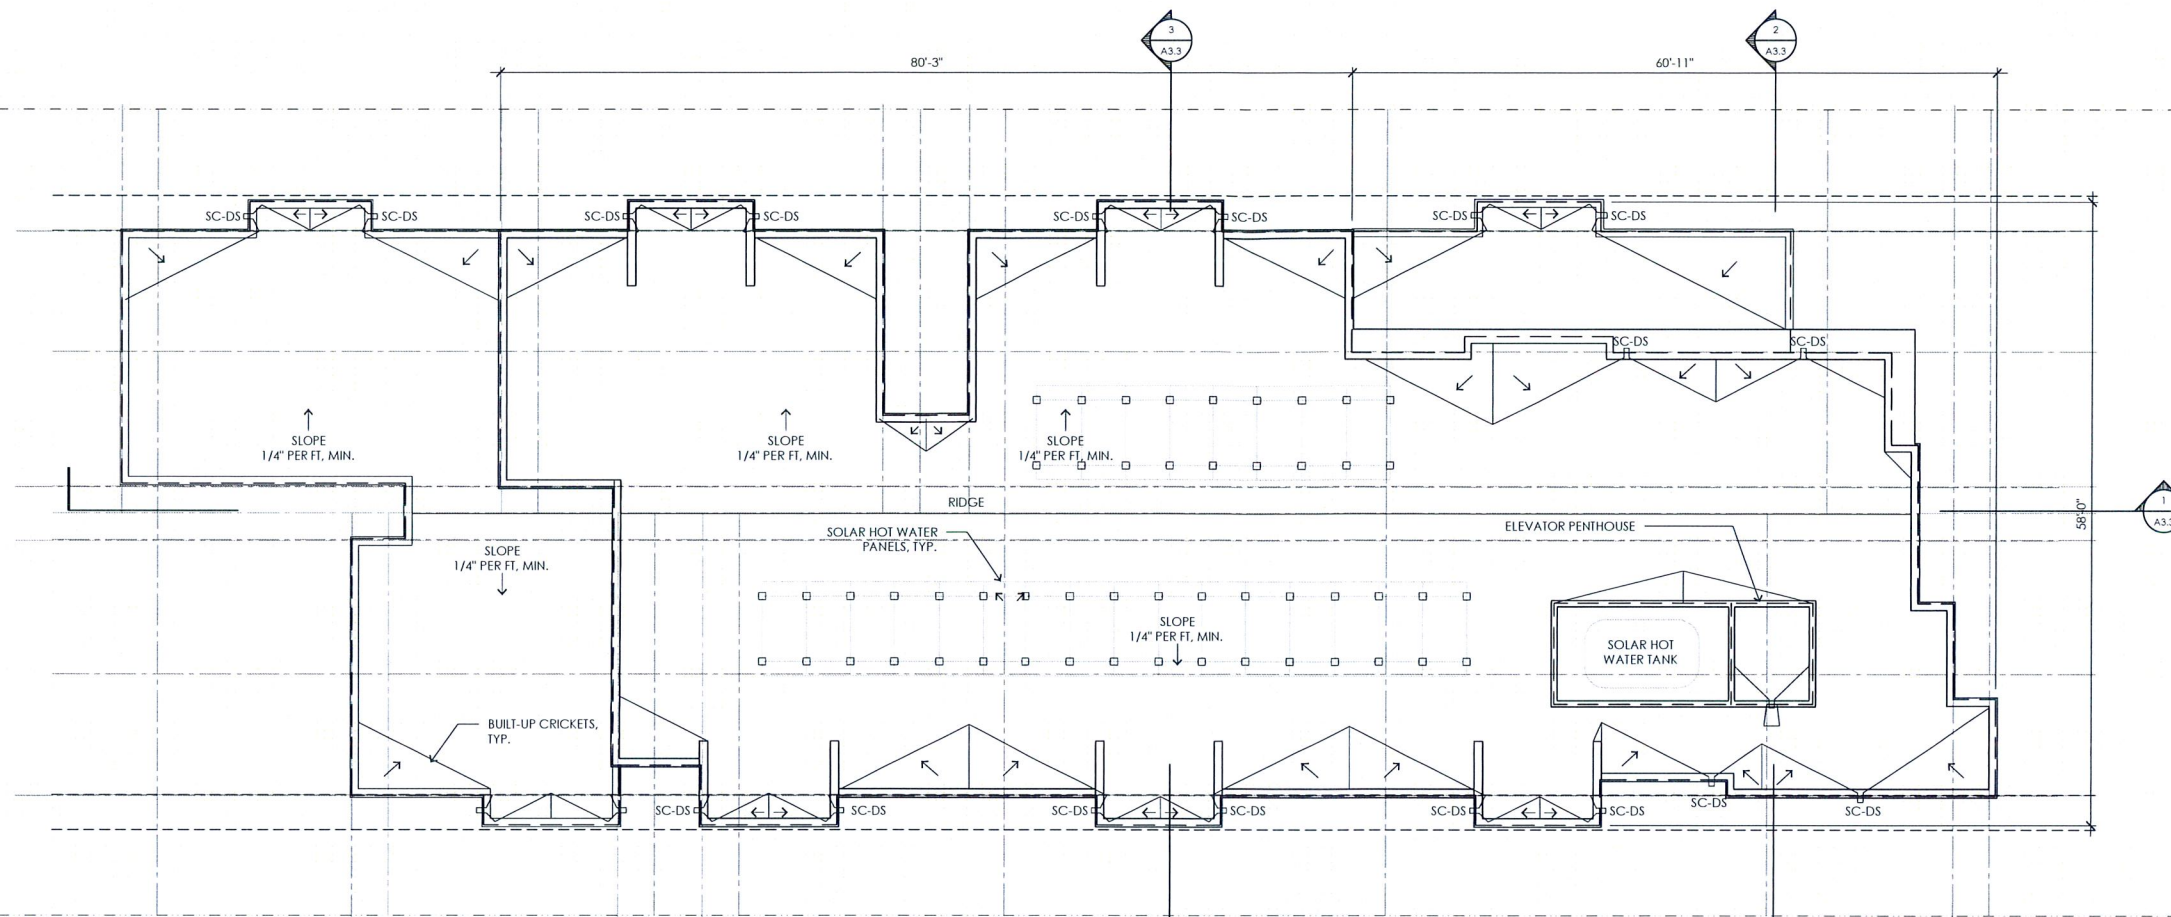 3
A3.3
2
A3.3
80'-3"
60'-11"
SC-DS
SC-DS
SC-DS
SC-DS
SC-DS
SC-DS
SC-DS
SC-DS
SC-DS
SC-DS
SLOPE
1/4" PER FT, MIN.
SLOPE
1/4" PER FT, MIN.
SLOPE
1/4" PER FT, MIN.
RIDGE
58'-0"
1
SOLAR HOT WATER
PANELS, TYP.
ELEVATOR PENTHOUSE
SLOPE
1/4" PER FT, MIN.
SLOPE
1/4" PER FT, MIN.
SOLAR HOT
WATER TANK
BUILT-UP CRICKETS,
TYP.
SC-DS
SC-DS
SC-DS
SC-DS
SC-DS
SC-DS
SC-DS
SC-DS